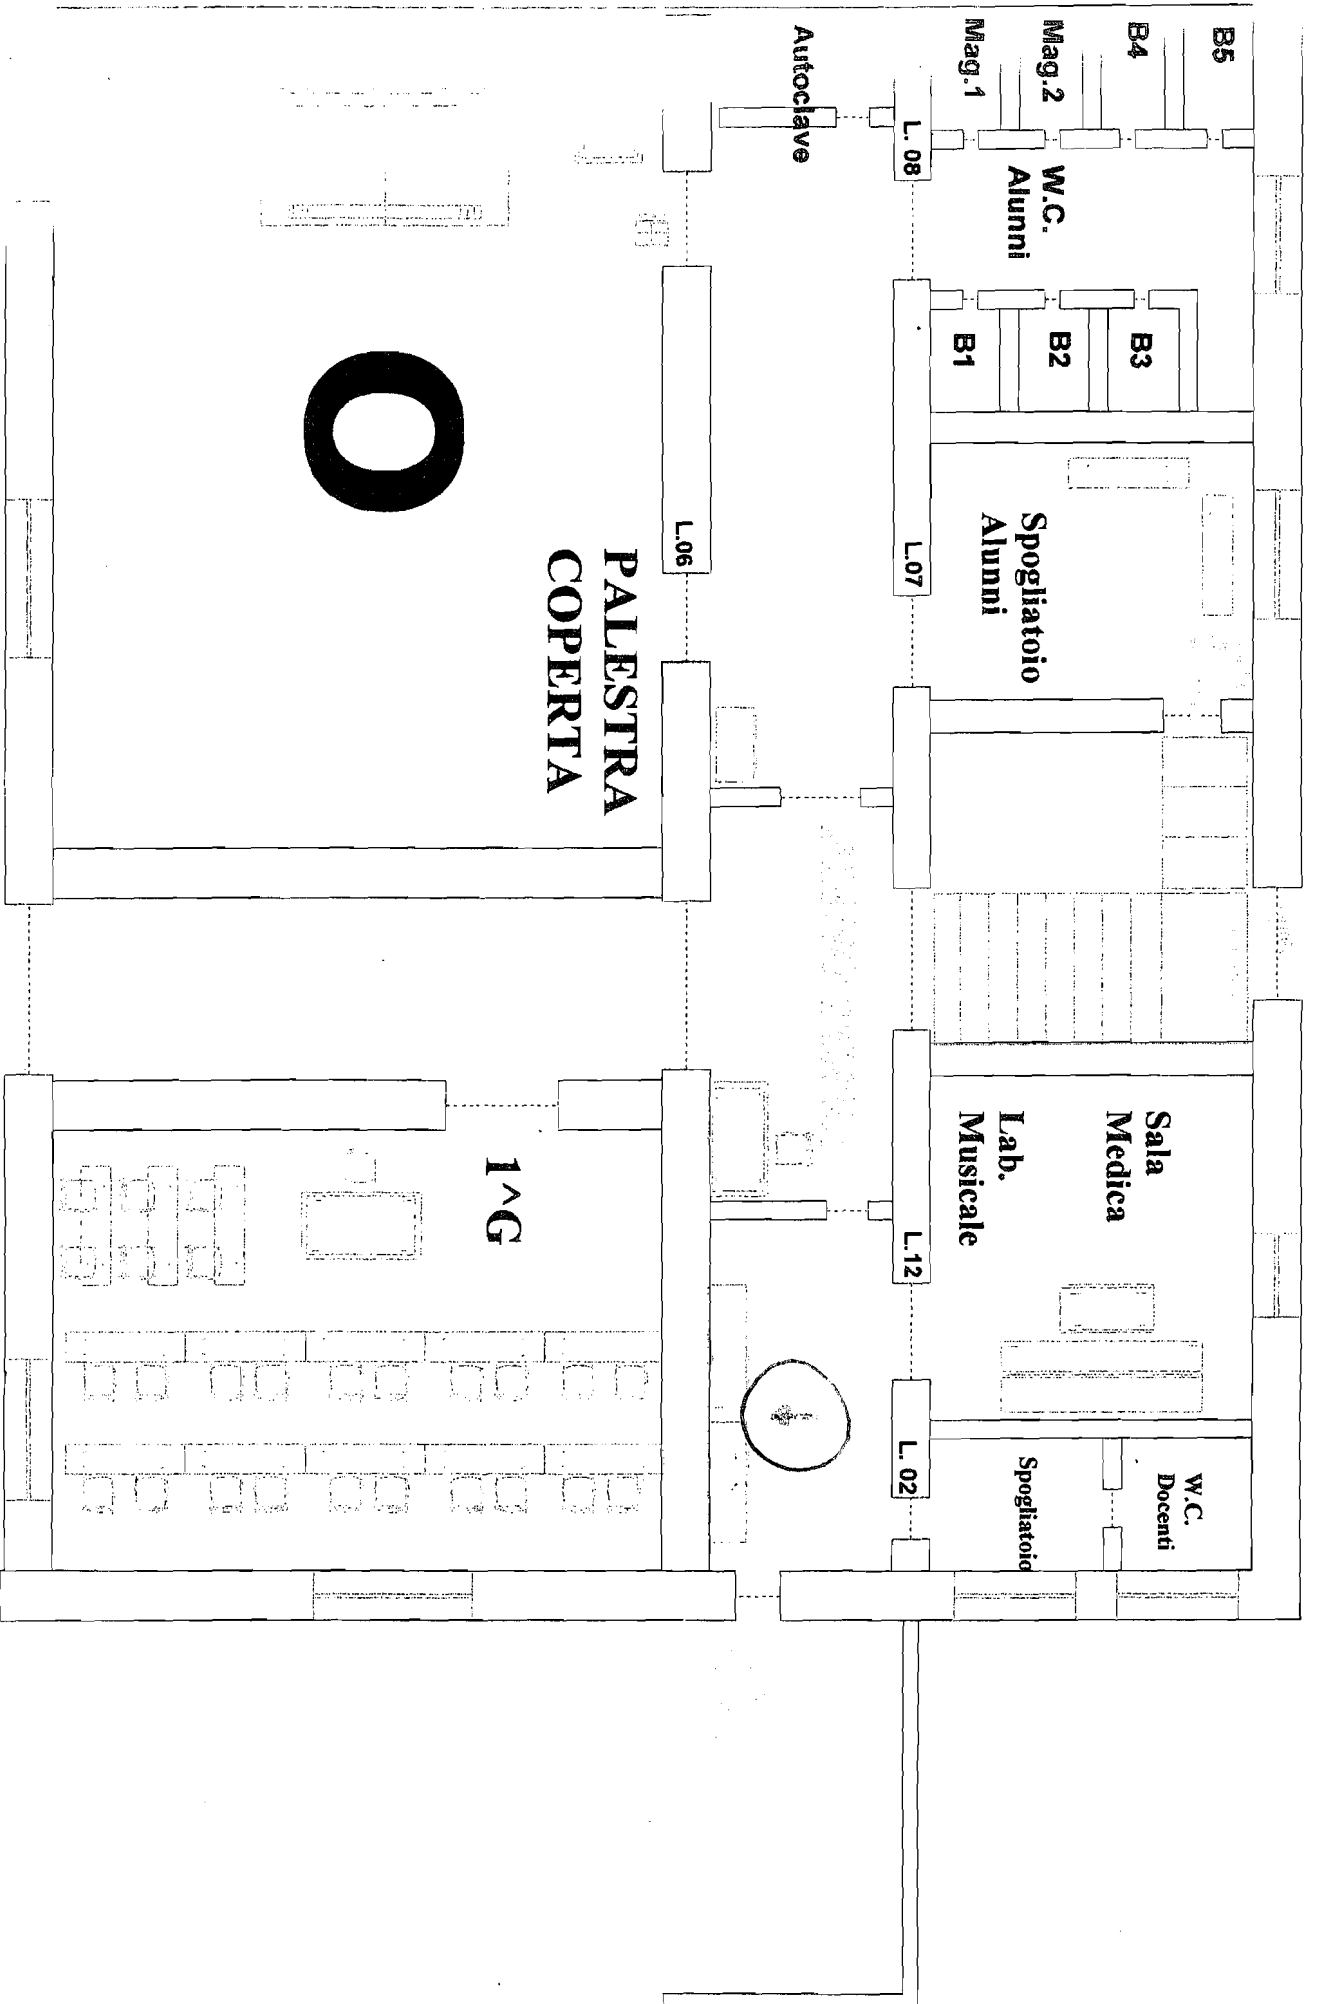 B5
B4
Mag.2
Mag.1
Autoclave
L. 08
W.C.
Alunni
B3
B2
B1
Spogliatoio
Alunni
L.07
L.06
PALESTRA
COPERTA
O
Sala
Medica
Lab.
Musicale
L.12
1^G
W.C.
Docenti
Spogliatoio
L. 02